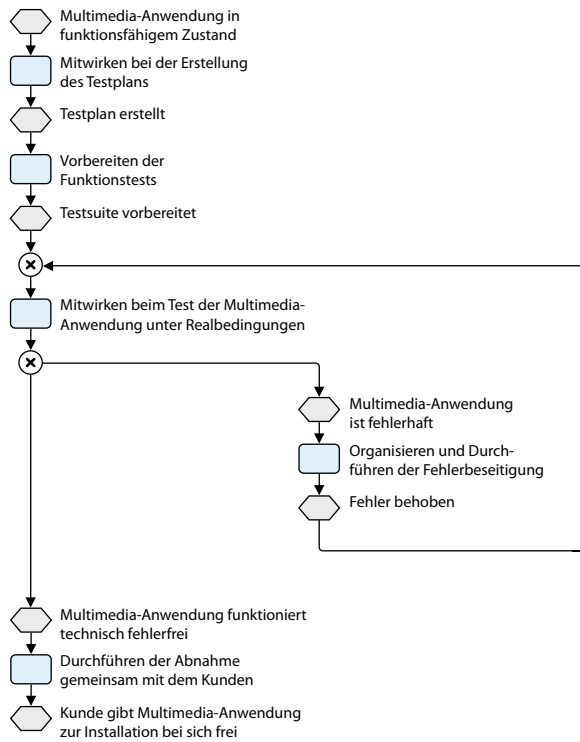 Multimedia-Anwendung in
funktionsfähigem Zustand
Mitwirken bei der Erstellung
des Testplans
Testplan erstellt
Vorbereiten der
Funktionstests
Testsuite vorbereitet
Mitwirken beim Test der Multimedia-
Anwendung unter Realbedingungen
Multimedia-Anwendung
ist fehlerhaft
Organisieren und Durch-
führen der Fehlerbeseitigung
Fehler behoben
Multimedia-Anwendung funktioniert
technisch fehlerfrei
Durchführen der Abnahme
gemeinsam mit dem Kunden
Kunde gibt Multimedia-Anwendung
zur Installation bei sich frei